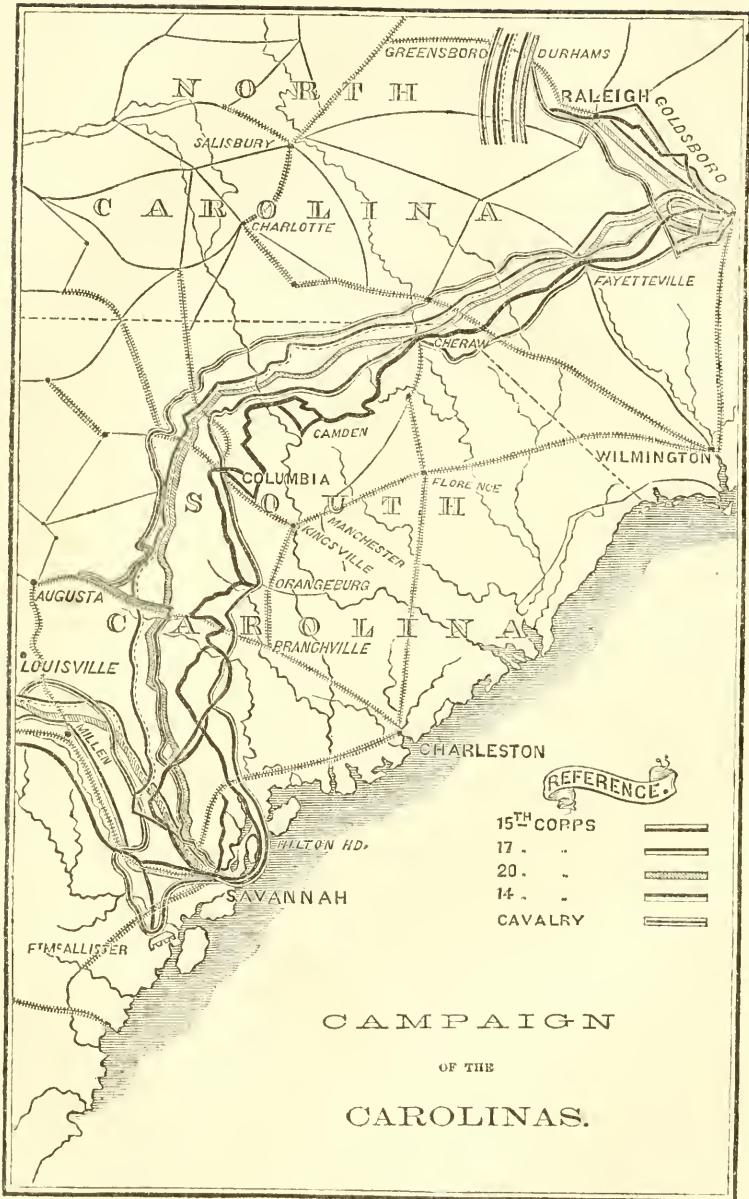 GREENSBORO
DURHAMS
NORTH
RALEIGH
GOLDSBORO
SALISBURY
CAROLINA
CHARLOTTE
FAYETTEVILLE
CHERAW
CAMDEN
WILMINGTON
COLUMBIA
FLORENCE
SOUTH
MANCHESTER
KINGSVILLE
AUGUSTA
ORANGEBURG
CAROLINA
BRANCHVILLE
LOUISVILLE
MILLEN
CHARLESTON
HILTON HD.
SAVANNAH
FT McALLISTER
REFERENCE.
15TH CORPS
17 „ „
20 „ „
14 „ „
CAVALRY
CAMPAIGN
OF THE
CAROLINAS.